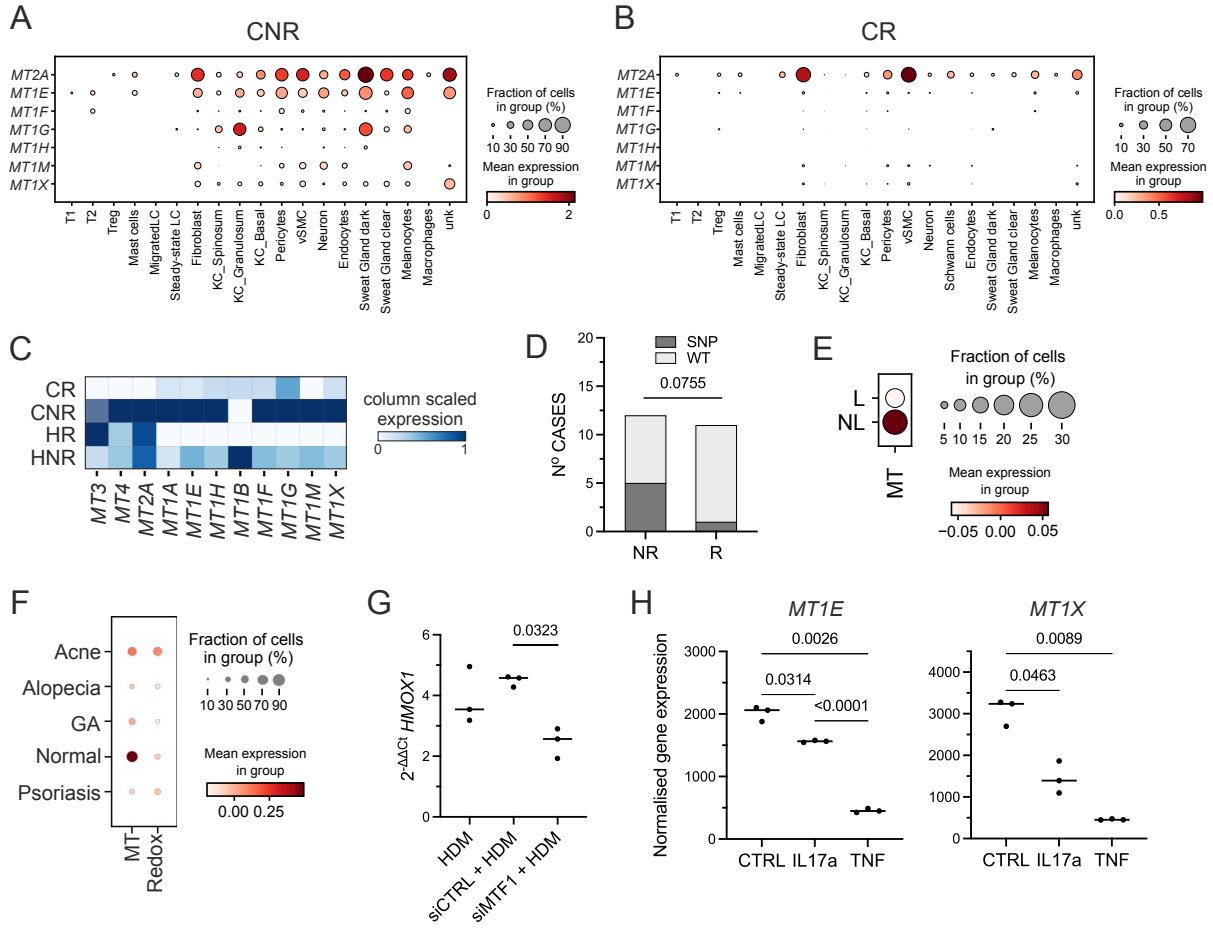 A
CNR
MT2A
MT1E
MT1F
MT1G
MT1H
MT1M
MT1X
T1
T2
Treg
Mast cells
MigratedLC
Steady-state LC
Fibroblast
KC_Spinosum
KC_Granulosum
KC_Basal
Pericytes
vSMC
Neuron
Endocytes
Sweat Gland dark
Sweat Gland clear
Melanocytes
Macrophages
unk
Fraction of cells
in group (%)
10 30 50 70 90
Mean expression
in group
0 2
B
CR
MT2A
MT1E
MT1F
MT1G
MT1H
MT1M
MT1X
T1
T2
Treg
Mast cells
MigratedLC
Steady-state LC
Fibroblast
KC_Spinosum
KC_Granulosum
KC_Basal
Pericytes
vSMC
Neuron
Schwann cells
Endocytes
Sweat Gland dark
Sweat Gland clear
Melanocytes
Macrophages
unk
Fraction of cells
in group (%)
10 30 50 70
Mean expression
in group
0.0 0.5
C
CR
CNR
HR
HNR
MT3
MT4
MT2A
MT1A
MT1E
MT1H
MT1B
MT1F
MT1G
MT1M
MT1X
column scaled
expression
0 1
D
Nº CASES
20
15
10
5
0
SNP
WT
0.0755
NR R
E
L
NL
MT
Fraction of cells
in group (%)
5 10 15 20 25 30
Mean expression
in group
−0.05 0.00 0.05
F
Acne
Alopecia
GA
Normal
Psoriasis
MT
Redox
Fraction of cells
in group (%)
10 30 50 70 90
Mean expression
in group
0.00 0.25
G
2-ΔΔCt HMOX1
6
4
2
0
0.0323
HDM
siCTRL + HDM
siMTF1 + HDM
H
MT1E
Normalised gene expression
3000
2000
1000
0
0.0026
0.0314
<0.0001
CTRL IL17a TNF
MT1X
4000
3000
2000
1000
0
0.0089
0.0463
CTRL IL17a TNF